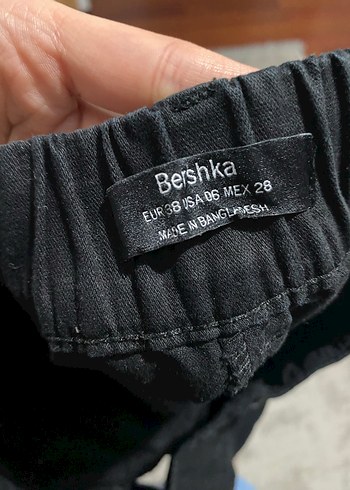 Bershka
EUR 38 USA 06 MEX 28
MADE IN BANGLADESH